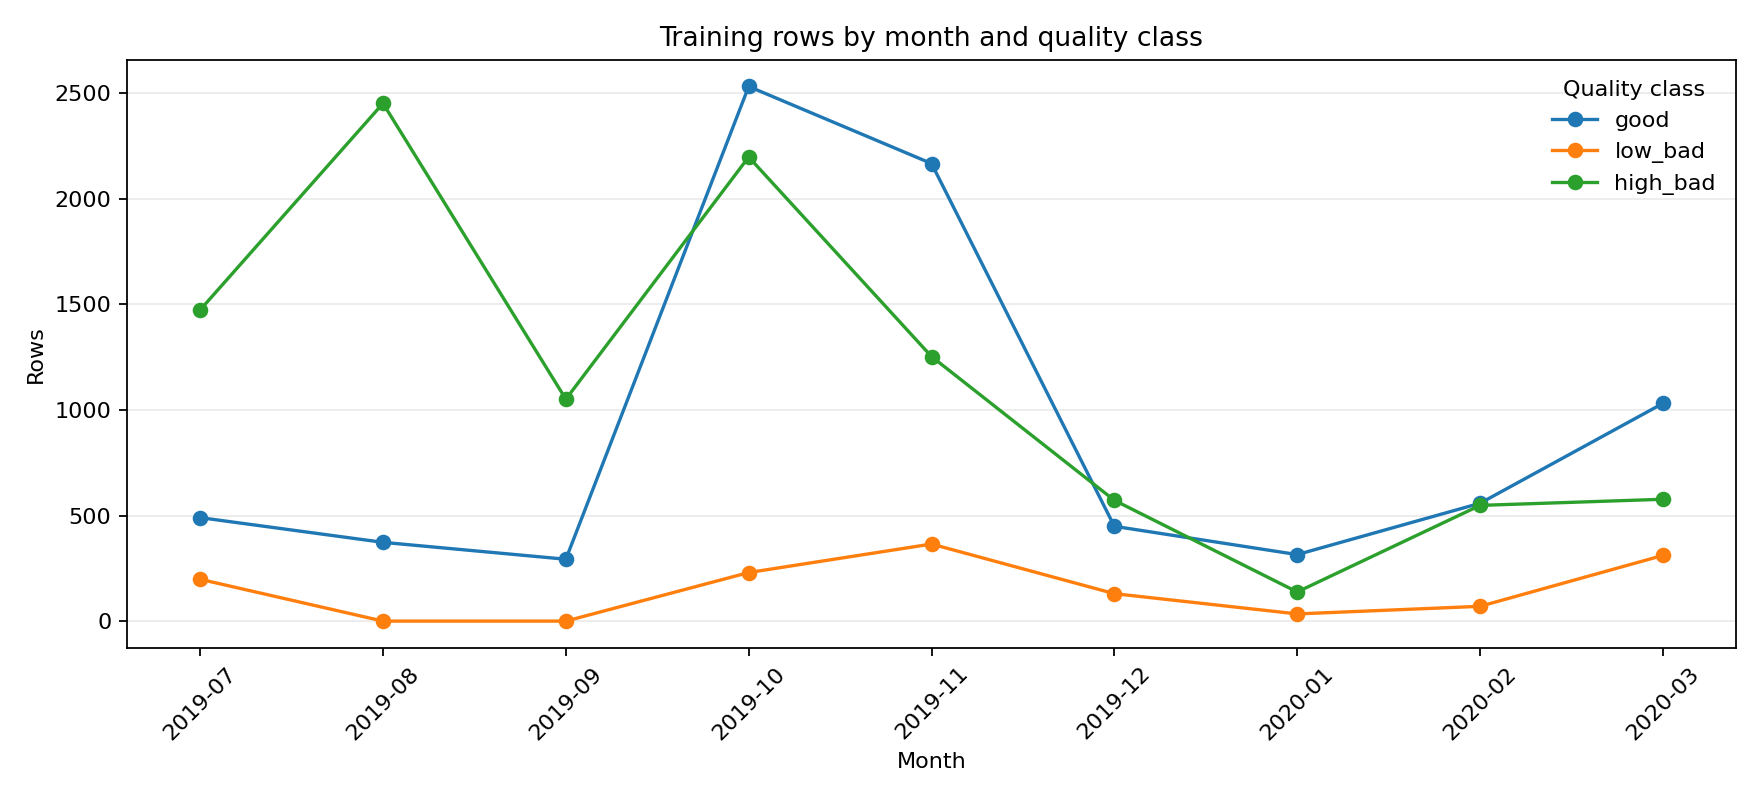 Training rows by month and quality class
Quality class
good
low_bad
high_bad
2500
2000
1500
1000
500
0
Rows
2019-07
2019-08
2019-09
2019-10
2019-11
2019-12
2020-01
2020-02
2020-03
Month